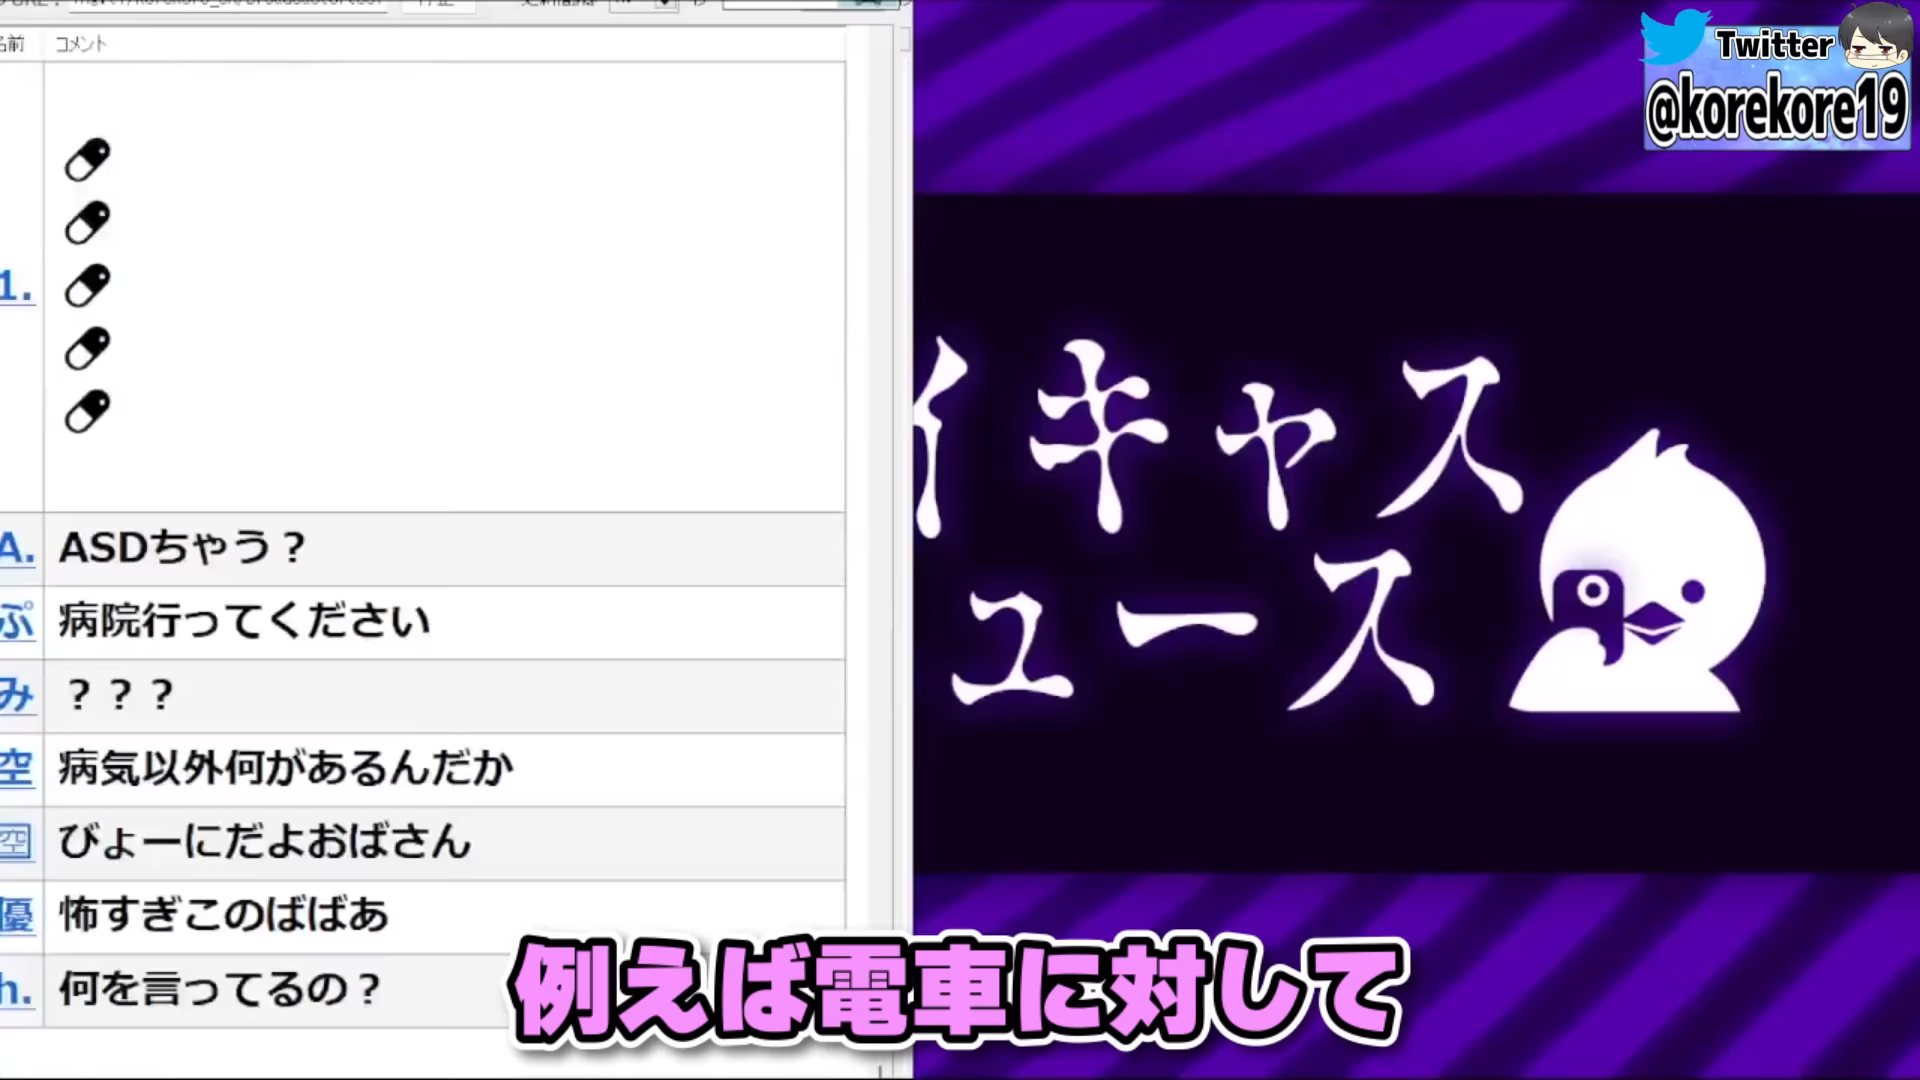 名前 コメント
1.
A. ASDちゃう？
ぷ 病院行ってください
み ？？？
空 病気以外何があるんだか
空 びょーにだよおばさん
優 怖すぎこのばばあ
h. 何を言ってるの？
イキャス
ュース
Twitter
@korekore19
例えば電車に対して